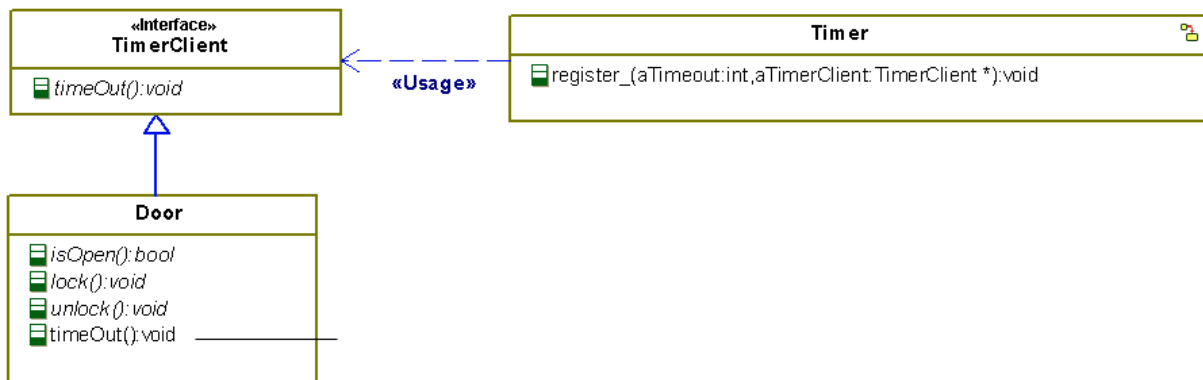 «Interface»
TimerClient
timeOut():void
Timer
register_(aTimeout:int,aTimerClient:TimerClient *):void
«Usage»
Door
isOpen():bool
lock():void
unlock():void
timeOut():void